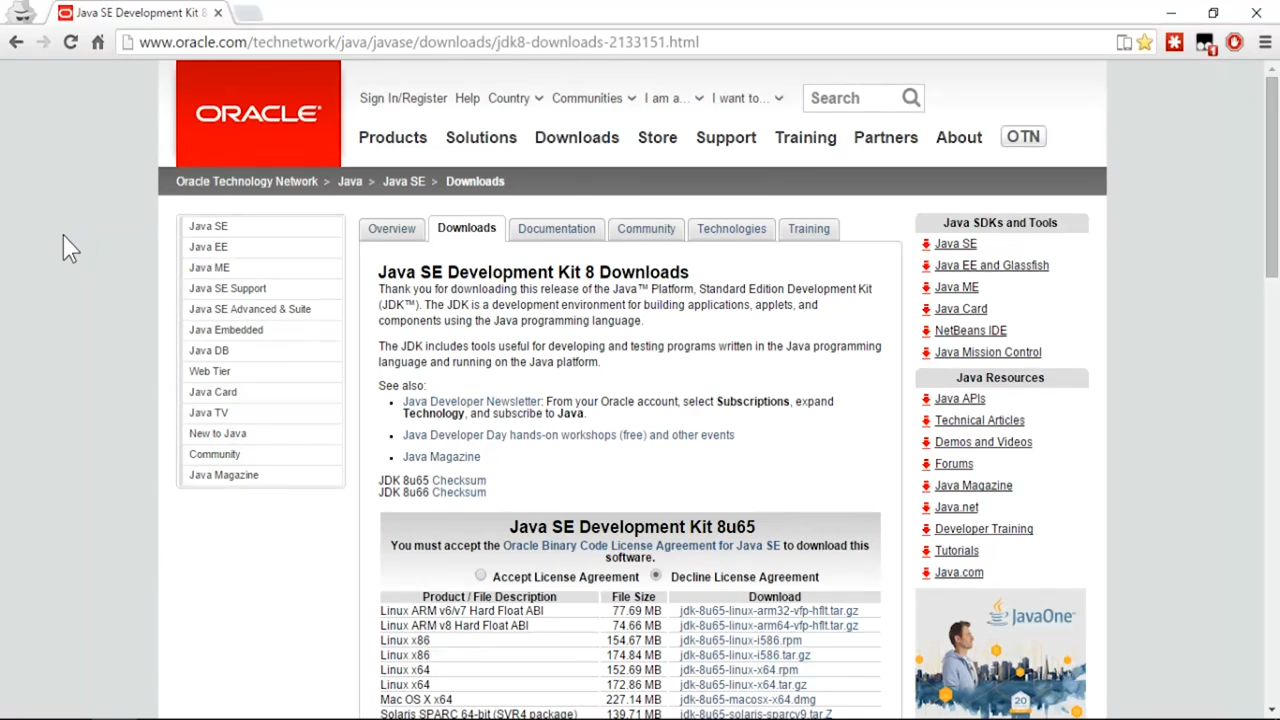 Java SE Development Kit 8
www.oracle.com/technetwork/java/javase/downloads/jdk8-downloads-2133151.html
1
ORACLE
Sign In/Register Help Country Communities I am a... I want to... Search
Products Solutions Downloads Store Support Training Partners About OTN
Oracle Technology Network > Java > Java SE > Downloads
Java SE
Java EE
Java ME
Java SE Support
Java SE Advanced & Suite
Java Embedded
Java DB
Web Tier
Java Card
Java TV
New to Java
Community
Java Magazine
Overview Downloads Documentation Community Technologies Training
Java SE Development Kit 8 Downloads
Thank you for downloading this release of the Java™ Platform, Standard Edition Development Kit
(JDK™). The JDK is a development environment for building applications, applets, and
components using the Java programming language.
The JDK includes tools useful for developing and testing programs written in the Java programming
language and running on the Java platform.
See also:
• Java Developer Newsletter: From your Oracle account, select Subscriptions, expand
Technology, and subscribe to Java.
• Java Developer Day hands-on workshops (free) and other events
• Java Magazine
JDK 8u65 Checksum
JDK 8u66 Checksum
Java SE Development Kit 8u65
You must accept the Oracle Binary Code License Agreement for Java SE to download this
software.
Accept License Agreement Decline License Agreement
Product / File Description File Size Download
Linux ARM v6/v7 Hard Float ABI 77.69 MB jdk-8u65-linux-arm32-vfp-hflt.tar.gz
Linux ARM v8 Hard Float ABI 74.66 MB jdk-8u65-linux-arm64-vfp-hflt.tar.gz
Linux x86 154.67 MB jdk-8u65-linux-i586.rpm
Linux x86 174.84 MB jdk-8u65-linux-i586.tar.gz
Linux x64 152.69 MB jdk-8u65-linux-x64.rpm
Linux x64 172.86 MB jdk-8u65-linux-x64.tar.gz
Mac OS X x64 227.14 MB jdk-8u65-macosx-x64.dmg
Solaris SPARC 64-bit (SVR4 package) 139.71 MB jdk-8u65-solaris-sparcv9.tar.Z
Java SDKs and Tools
Java SE
Java EE and Glassfish
Java ME
Java Card
NetBeans IDE
Java Mission Control
Java Resources
Java APIs
Technical Articles
Demos and Videos
Forums
Java Magazine
Java.net
Developer Training
Tutorials
Java.com
JavaOne
20